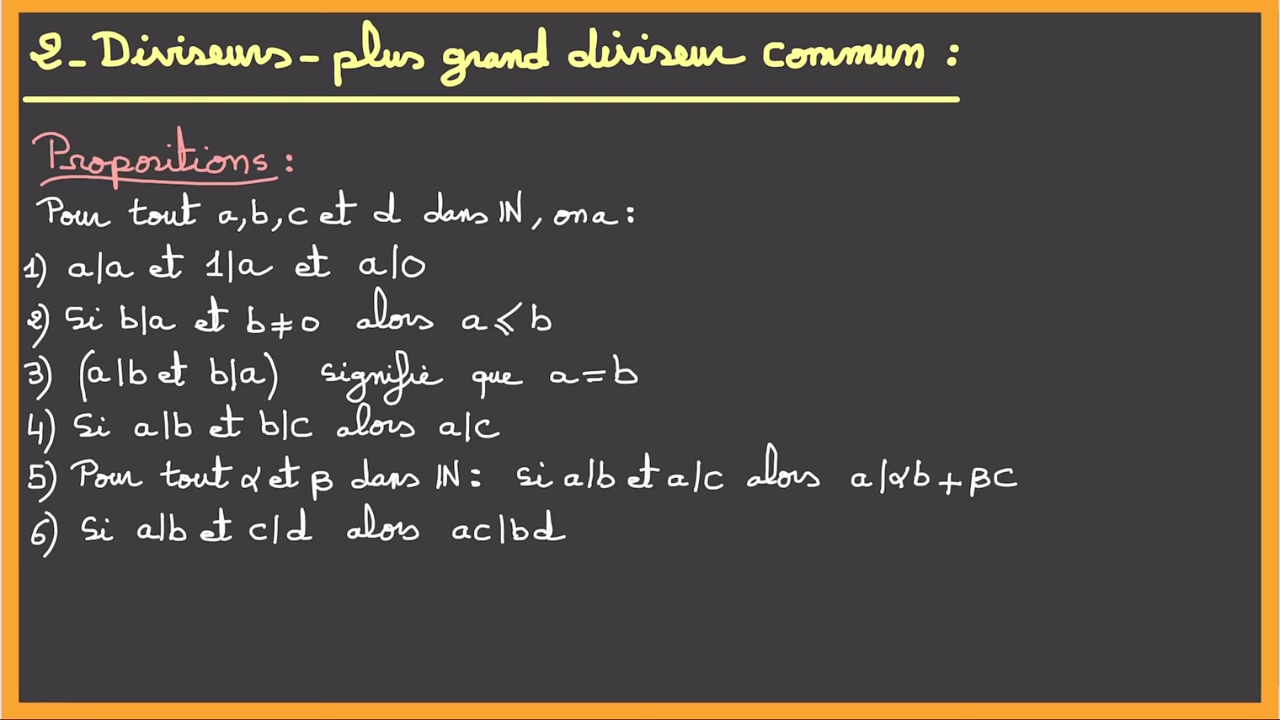 2_Diviseurs - plus grand diviseur commun :
Propositions :
Pour tout a, b, c et d dans IN, on a :
1) a|a et 1|a et a|0
2) Si b|a et b≠0 alors a⩽b
3) (a|b et b|a) signifie que a=b
4) Si a|b et b|c alors a|c
5) Pour tout α et β dans IN : si a|b et a|c alors a|αb+βc
6) Si a|b et c|d alors ac|bd